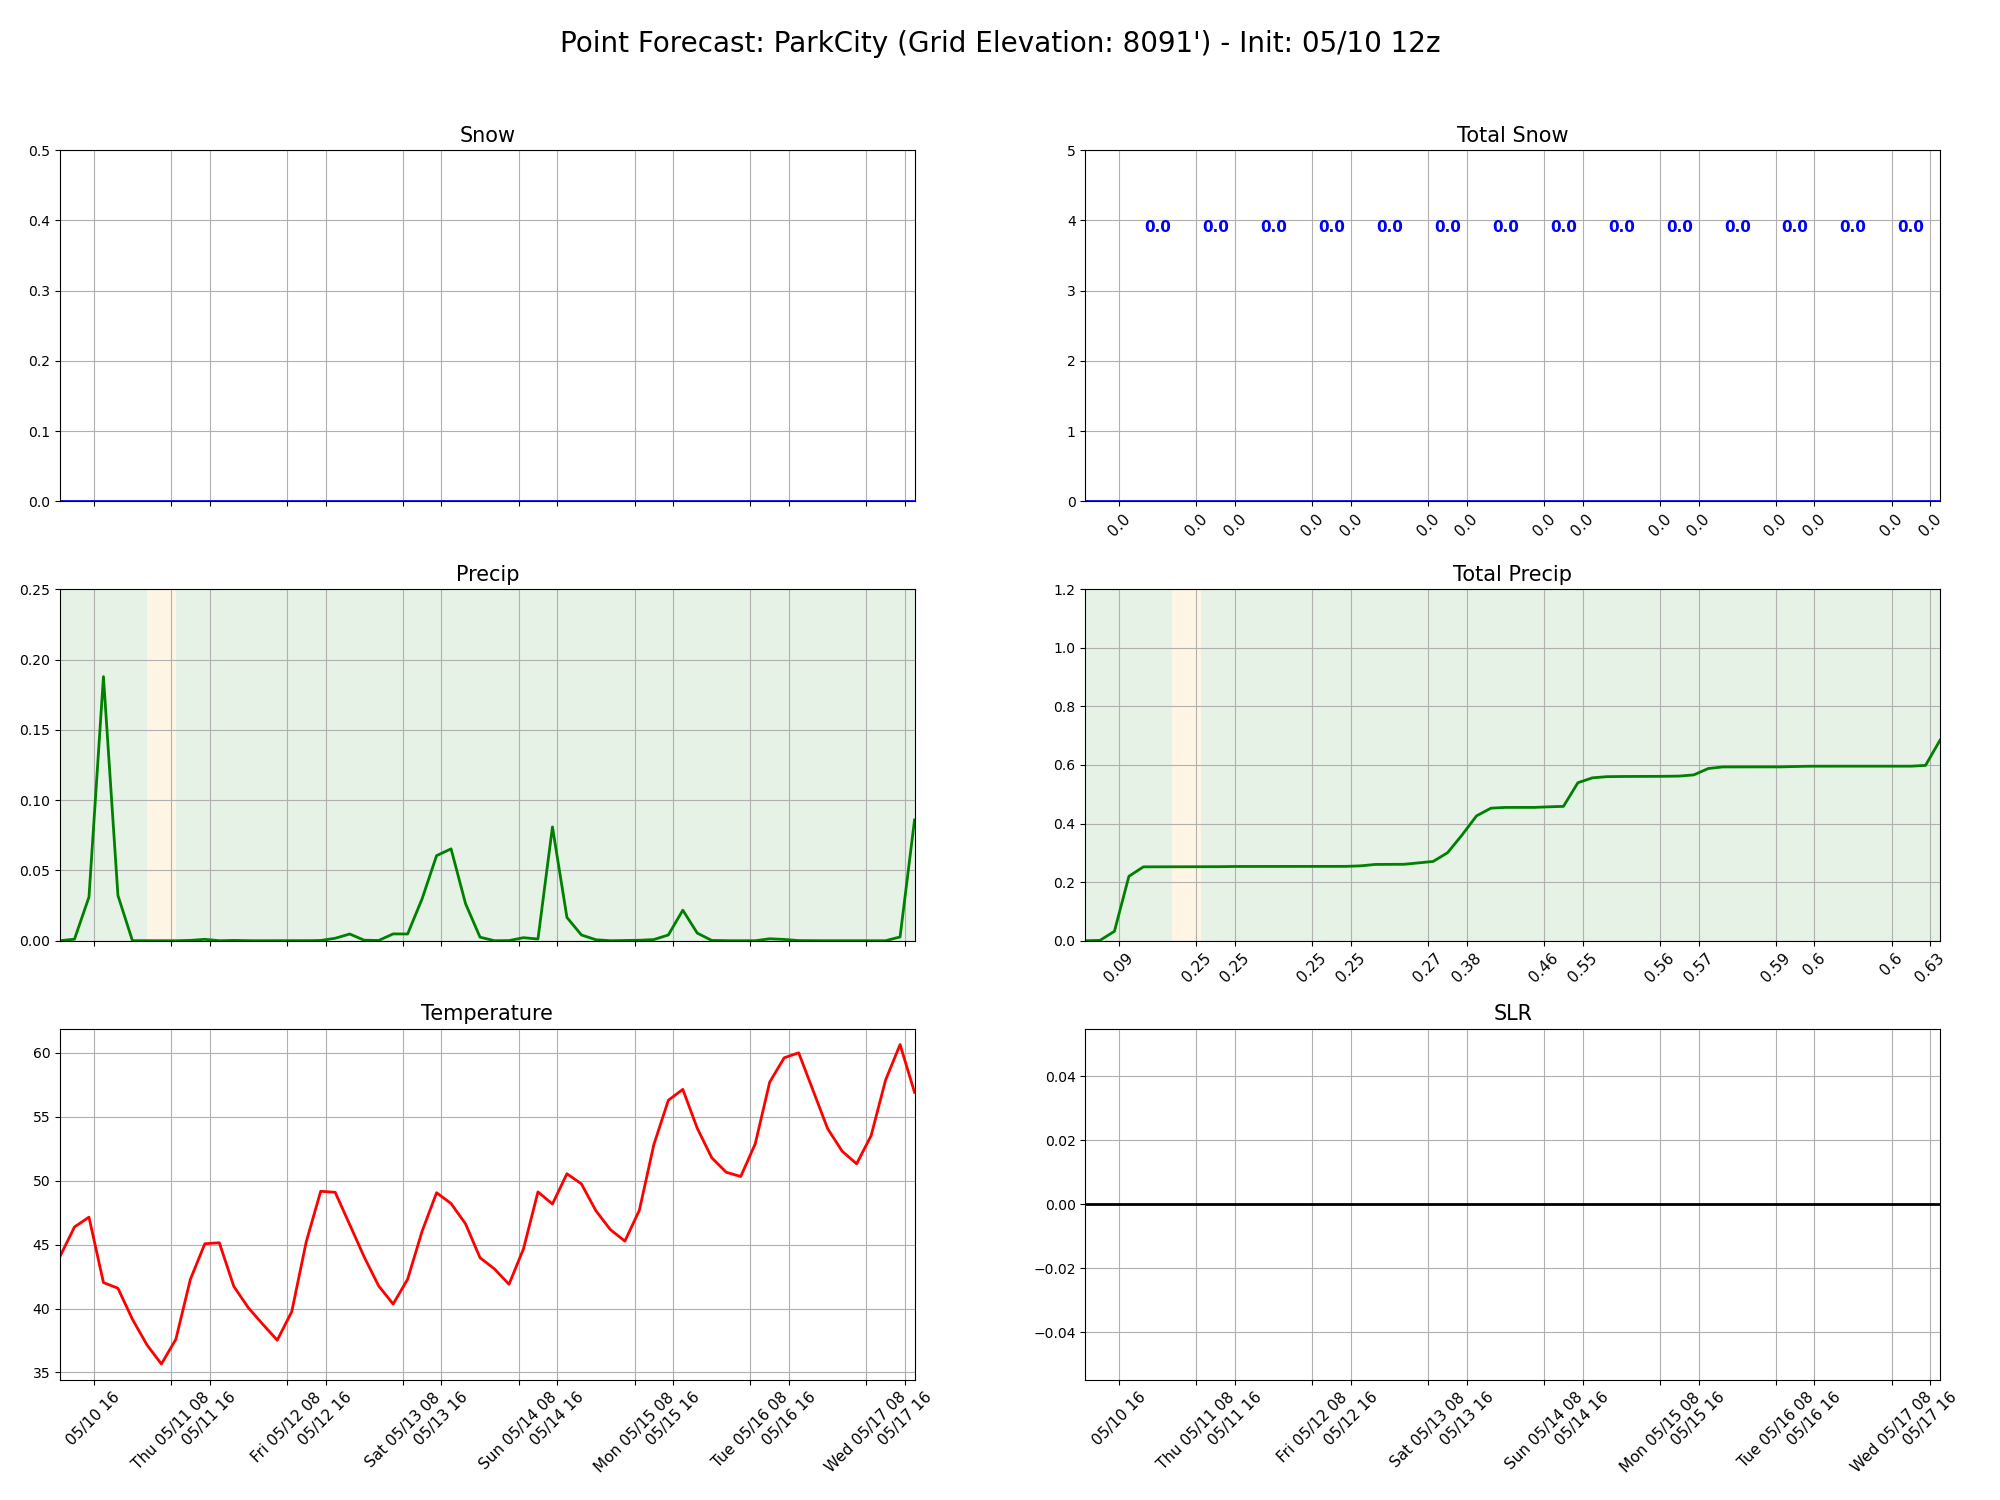 Point Forecast: ParkCity (Grid Elevation: 8091') - Init: 05/10 12z
Snow
0.5
0.4
0.3
0.2
0.1
0.0
Total Snow
5
4
3
2
1
0
0.0 0.0 0.0 0.0 0.0 0.0 0.0 0.0 0.0 0.0 0.0 0.0 0.0 0.0
0.0 0.0 0.0 0.0 0.0 0.0 0.0 0.0 0.0 0.0 0.0 0.0 0.0 0.0 0.0
Precip
0.25
0.20
0.15
0.10
0.05
0.00
Total Precip
1.2
1.0
0.8
0.6
0.4
0.2
0.0
0.09 0.25 0.25 0.25 0.25 0.27 0.38 0.46 0.55 0.56 0.57 0.59 0.6 0.6 0.63
Temperature
60
55
50
45
40
35
05/10 16
Thu 05/11 08
05/11 16
Fri 05/12 08
05/12 16
Sat 05/13 08
05/13 16
Sun 05/14 08
05/14 16
Mon 05/15 08
05/15 16
Tue 05/16 08
05/16 16
Wed 05/17 08
05/17 16
SLR
0.04
0.02
0.00
−0.02
−0.04
05/10 16
Thu 05/11 08
05/11 16
Fri 05/12 08
05/12 16
Sat 05/13 08
05/13 16
Sun 05/14 08
05/14 16
Mon 05/15 08
05/15 16
Tue 05/16 08
05/16 16
Wed 05/17 08
05/17 16